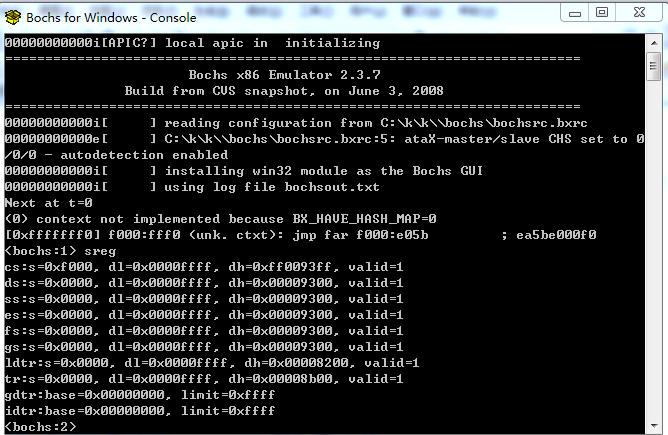 Bochs for Windows - Console
00000000000i[APIC?] local apic in  initializing
========================================================================
                       Bochs x86 Emulator 2.3.7
               Build from CVS snapshot, on June 3, 2008
========================================================================
00000000000i[     ] reading configuration from C:\k\k\\bochs\bochsrc.bxrc
00000000000e[     ] C:\k\k\\bochs\bochsrc.bxrc:5: ataX-master/slave CHS set to 0
/0/0 - autodetection enabled
00000000000i[     ] installing win32 module as the Bochs GUI
00000000000i[     ] using log file bochsout.txt
Next at t=0
(0) context not implemented because BX_HAVE_HASH_MAP=0
[0xfffffff0] f000:fff0 (unk. ctxt): jmp far f000:e05b         ; ea5be000f0
<bochs:1> sreg
cs:s=0xf000, dl=0x0000ffff, dh=0xff0093ff, valid=1
ds:s=0x0000, dl=0x0000ffff, dh=0x00009300, valid=1
ss:s=0x0000, dl=0x0000ffff, dh=0x00009300, valid=1
es:s=0x0000, dl=0x0000ffff, dh=0x00009300, valid=1
fs:s=0x0000, dl=0x0000ffff, dh=0x00009300, valid=1
gs:s=0x0000, dl=0x0000ffff, dh=0x00009300, valid=1
ldtr:s=0x0000, dl=0x0000ffff, dh=0x00008200, valid=1
tr:s=0x0000, dl=0x0000ffff, dh=0x00008b00, valid=1
gdtr:base=0x00000000, limit=0xffff
idtr:base=0x00000000, limit=0xffff
<bochs:2>